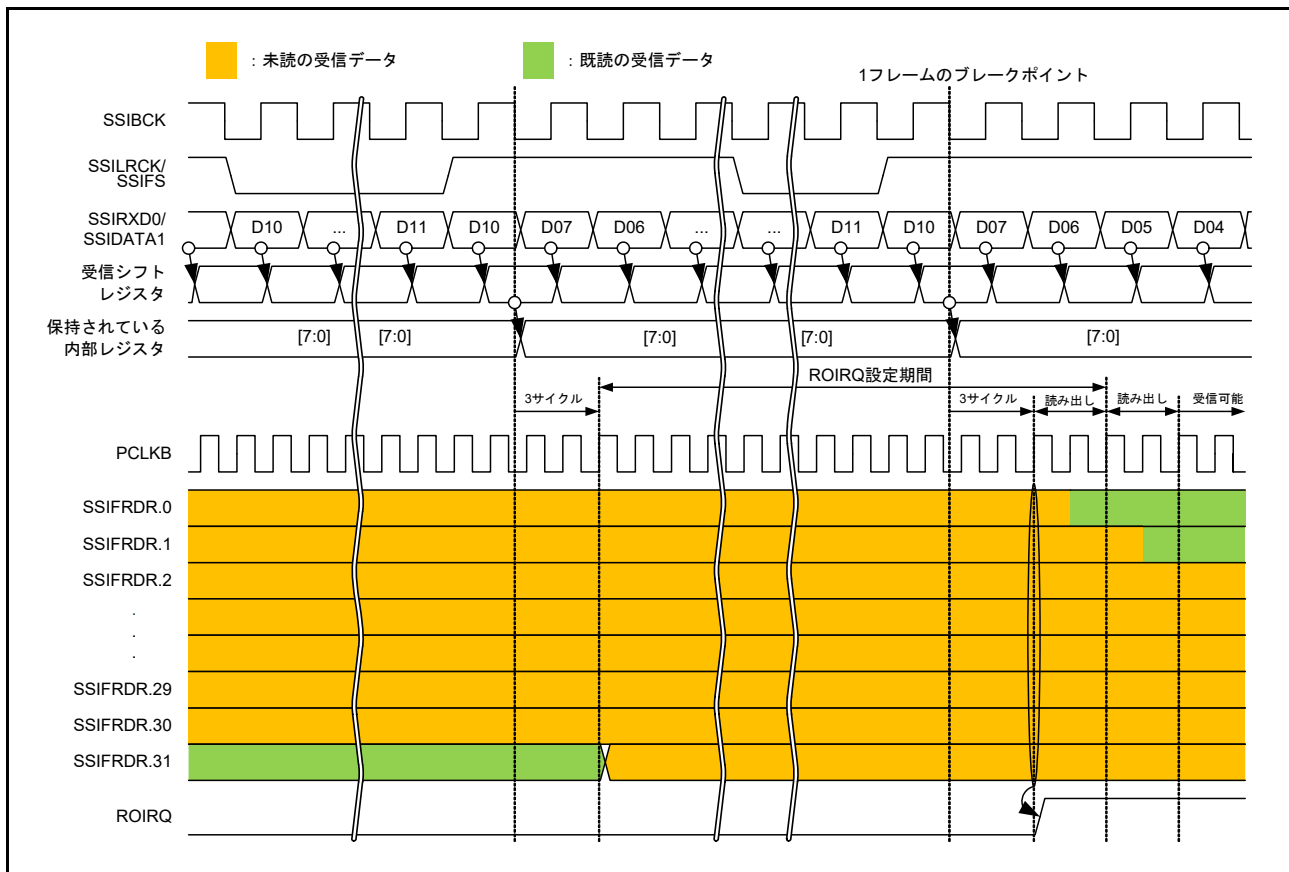 ：未読の受信データ
：既読の受信データ
1フレームのブレークポイント
SSIBCK
SSILRCK/
SSIFS
SSIRXD0/
SSIDATA1
D10
...
D11
D10
D07
D06
...
...
D11
D10
D07
D06
D05
D04
受信シフト
レジスタ
保持されている
内部レジスタ
[7:0]
[7:0]
[7:0]
[7:0]
[7:0]
ROIRQ設定期間
3サイクル
3サイクル
読み出し
読み出し
受信可能
PCLKB
SSIFRDR.0
SSIFRDR.1
SSIFRDR.2
.
.
.
SSIFRDR.29
SSIFRDR.30
SSIFRDR.31
ROIRQ